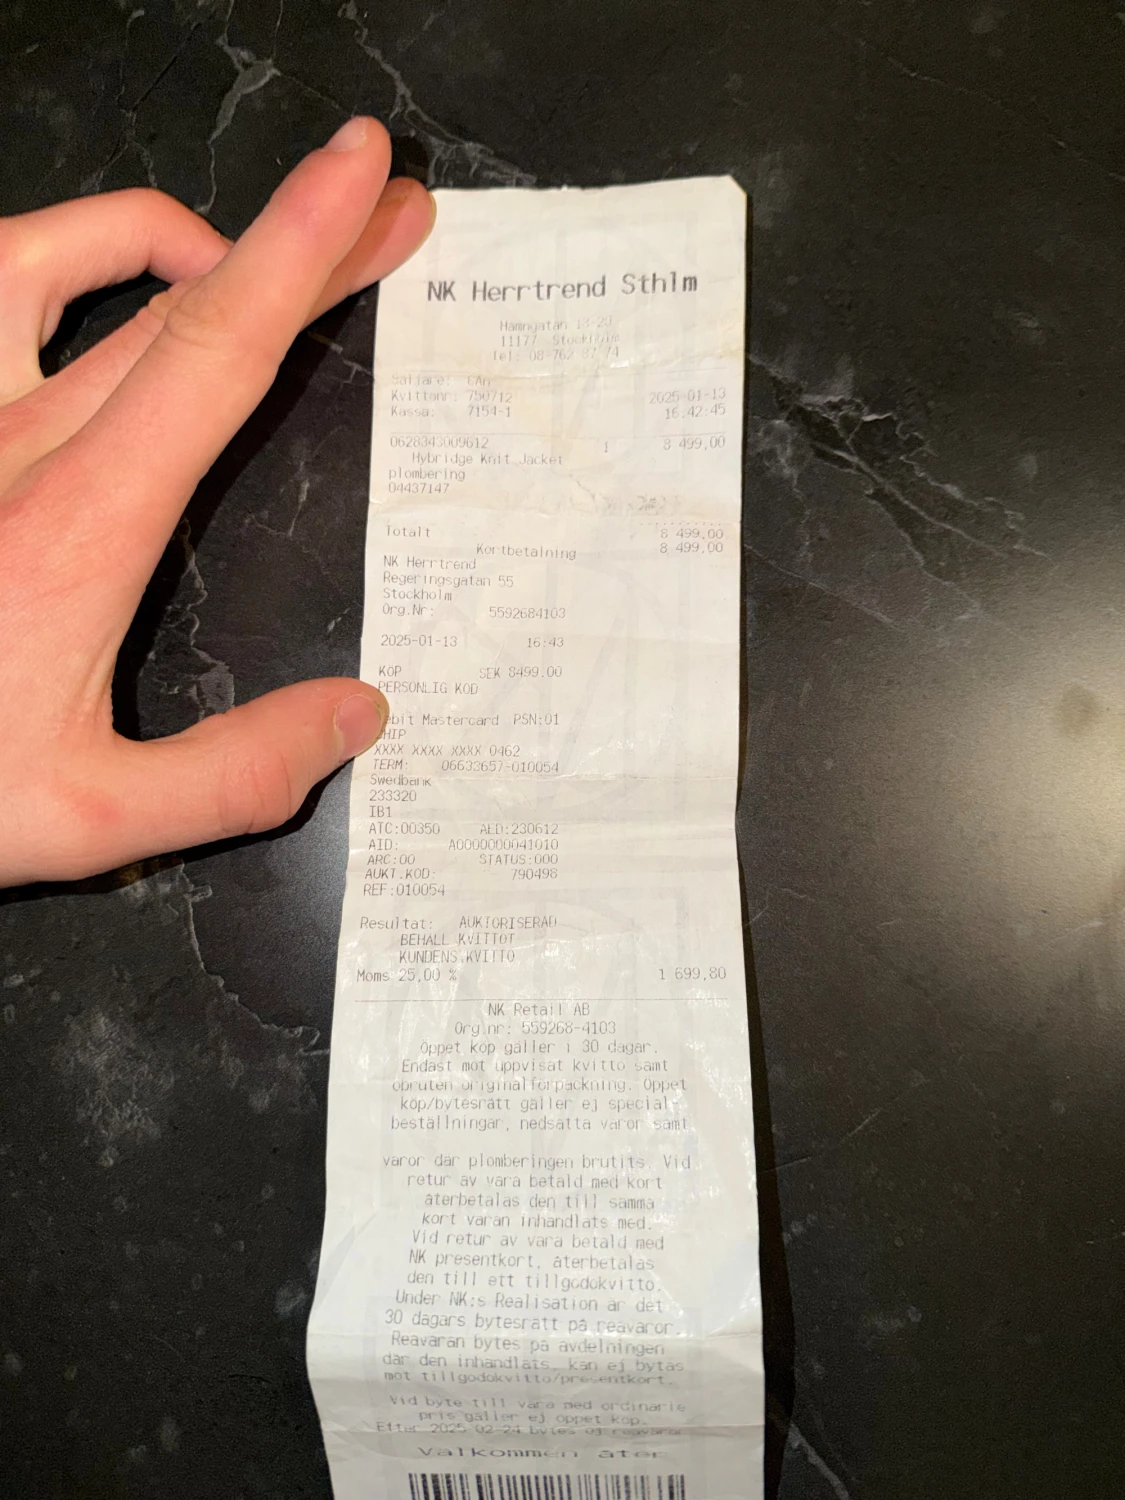 NK Herrtrend Sthlm
Hamngatan 18-20
11177 Stockholm
Tel: 08-762 87 74
Säljare: CAn
Kvittonr: 750712 2025-01-13
Kassa: 7154-1 16:42:45
0628343009612 1 8 499,00
Hybridge Knit Jacket
plombering
04437147
Totalt 8 499,00
Kortbetalning 8 499,00
NK Herrtrend
Regeringsgatan 55
Stockholm
Org.Nr: 5592684103
2025-01-13 16:43
KÖP SEK 8499.00
PERSONLIG KOD
ebit Mastercard PSN:01
CHIP
XXXX XXXX XXXX 0462
TERM: 06633657-010054
Swedbank
233320
IB1
ATC:00350 AED:230612
AID: A0000000041010
ARC:00 STATUS:000
AUKT.KOD: 790498
REF:010054
Resultat: AUKTORISERAD
BEHÅLL KVITTOT
KUNDENS KVITTO
Moms 25,00 % 1 699,80
NK Retail AB
Org.nr: 559268-4103
Öppet köp gäller i 30 dagar.
Endast mot uppvisat kvitto samt
obruten originalförpackning. Öppet
köp/bytesrätt gäller ej special-
beställningar, nedsatta varor samt
varor där plomberingen brutits. Vid
retur av vara betald med kort
återbetalas den till samma
kort varan inhandlats med.
Vid retur av vara betald med
NK presentkort, återbetalas
den till ett tillgodokvitto.
Under NK:s Realisation är det
30 dagars bytesrätt på reavaror.
Reavaran bytes på avdelningen
där den inhandlats, kan ej bytas
mot tillgodokvitto/presentkort.
Vid byte till vara med ordinarie
pris gäller ej öppet köp.
Efter 2025-02-24 bytes ej reavaror
Välkommen åter